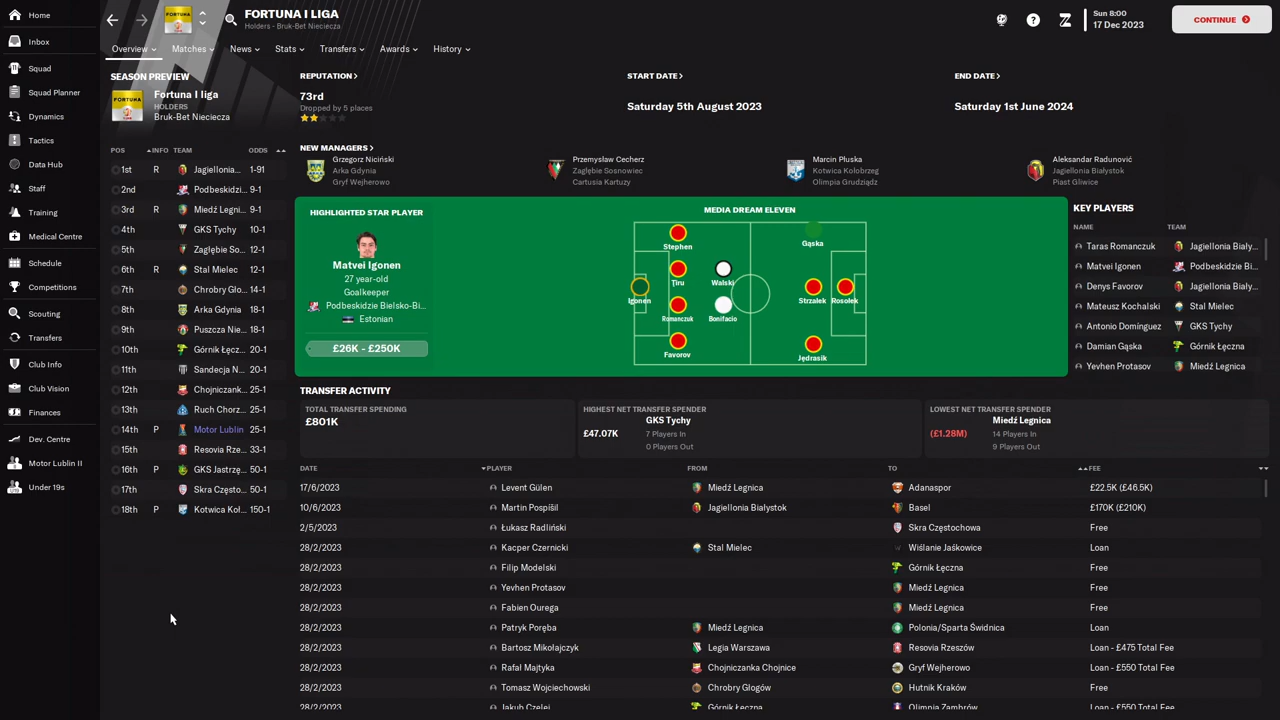 Home
Inbox
Squad
Squad Planner
Dynamics
Tactics
Data Hub
Staff
Training
Medical Centre
Schedule
Competitions
Scouting
Transfers
Club Info
Club Vision
Finances
Dev. Centre
Motor Lublin II
Under 19s
FORTUNA I LIGA
Holders - Bruk-Bet Nieciecza
Sun 8:00
17 Dec 2023
CONTINUE
Overview Matches News Stats Transfers Awards History
SEASON PREVIEW
Fortuna I liga
HOLDERS
Bruk-Bet Nieciecza
POS INFO TEAM ODDS
1st R Jagiellonia... 1-91
2nd Podbeskidzi... 9-1
3rd R Miedź Legni... 9-1
4th GKS Tychy 10-1
5th Zagłębie Sos... 12-1
6th R Stal Mielec 12-1
7th Chrobry Głog... 14-1
8th Arka Gdynia 18-1
9th Puszcza Nie... 18-1
10th Górnik Łęcz... 20-1
11th Sandecja N... 20-1
12th Chojniczank... 25-1
13th Ruch Chorz... 25-1
14th P Motor Lublin 25-1
15th Resovia Rze... 33-1
16th P GKS Jastrzę... 50-1
17th Skra Często... 50-1
18th P Kotwica Koł... 150-1
REPUTATION
73rd
Dropped by 5 places
START DATE
Saturday 5th August 2023
END DATE
Saturday 1st June 2024
NEW MANAGERS
Grzegorz Niciński
Arka Gdynia
Gryf Wejherowo
Przemysław Cecherz
Zagłębie Sosnowiec
Cartusia Kartuzy
Marcin Płuska
Kotwica Kołobrzeg
Olimpia Grudziądz
Aleksandar Radunović
Jagiellonia Białystok
Piast Gliwice
HIGHLIGHTED STAR PLAYER
Matvei Igonen
27 year-old
Goalkeeper
Podbeskidzie Bielsko-Bi...
Estonian
£26K - £250K
MEDIA DREAM ELEVEN
Stephen
Gąska
Țiru
Walski
Igonen
Strzałek
Rosołek
Romanczuk
Bonifacio
Favorov
Jędrasik
KEY PLAYERS
NAME TEAM
Taras Romanczuk Jagiellonia Biały...
Matvei Igonen Podbeskidzie Bi...
Denys Favorov Jagiellonia Biały...
Mateusz Kochalski Stal Mielec
Antonio Domínguez GKS Tychy
Damian Gąska Górnik Łęczna
Yevhen Protasov Miedź Legnica
TRANSFER ACTIVITY
TOTAL TRANSFER SPENDING
£801K
HIGHEST NET TRANSFER SPENDER
GKS Tychy
£47.07K
7 Players In
0 Players Out
LOWEST NET TRANSFER SPENDER
Miedź Legnica
(£1.28M)
14 Players In
9 Players Out
DATE PLAYER FROM TO FEE
17/6/2023 Levent Gülen Miedź Legnica Adanaspor £22.5K (£46.5K)
10/6/2023 Martin Pospíšil Jagiellonia Białystok Basel £170K (£210K)
2/5/2023 Łukasz Radliński Skra Częstochowa Free
28/2/2023 Kacper Czernicki Stal Mielec Wiślanie Jaśkowice Loan
28/2/2023 Filip Modelski Górnik Łęczna Free
28/2/2023 Yevhen Protasov Miedź Legnica Free
28/2/2023 Fabien Ourega Miedź Legnica Free
28/2/2023 Patryk Poręba Miedź Legnica Polonia/Sparta Świdnica Loan
28/2/2023 Bartosz Mikołajczyk Legia Warszawa Resovia Rzeszów Loan - £475 Total Fee
28/2/2023 Rafał Majtyka Chojniczanka Chojnice Gryf Wejherowo Loan - £550 Total Fee
28/2/2023 Tomasz Wojciechowski Chrobry Głogów Hutnik Kraków Free
28/2/2023 Jakub Czelej Górnik Łęczna Olimpia Zambrów Loan - £550 Total Fee